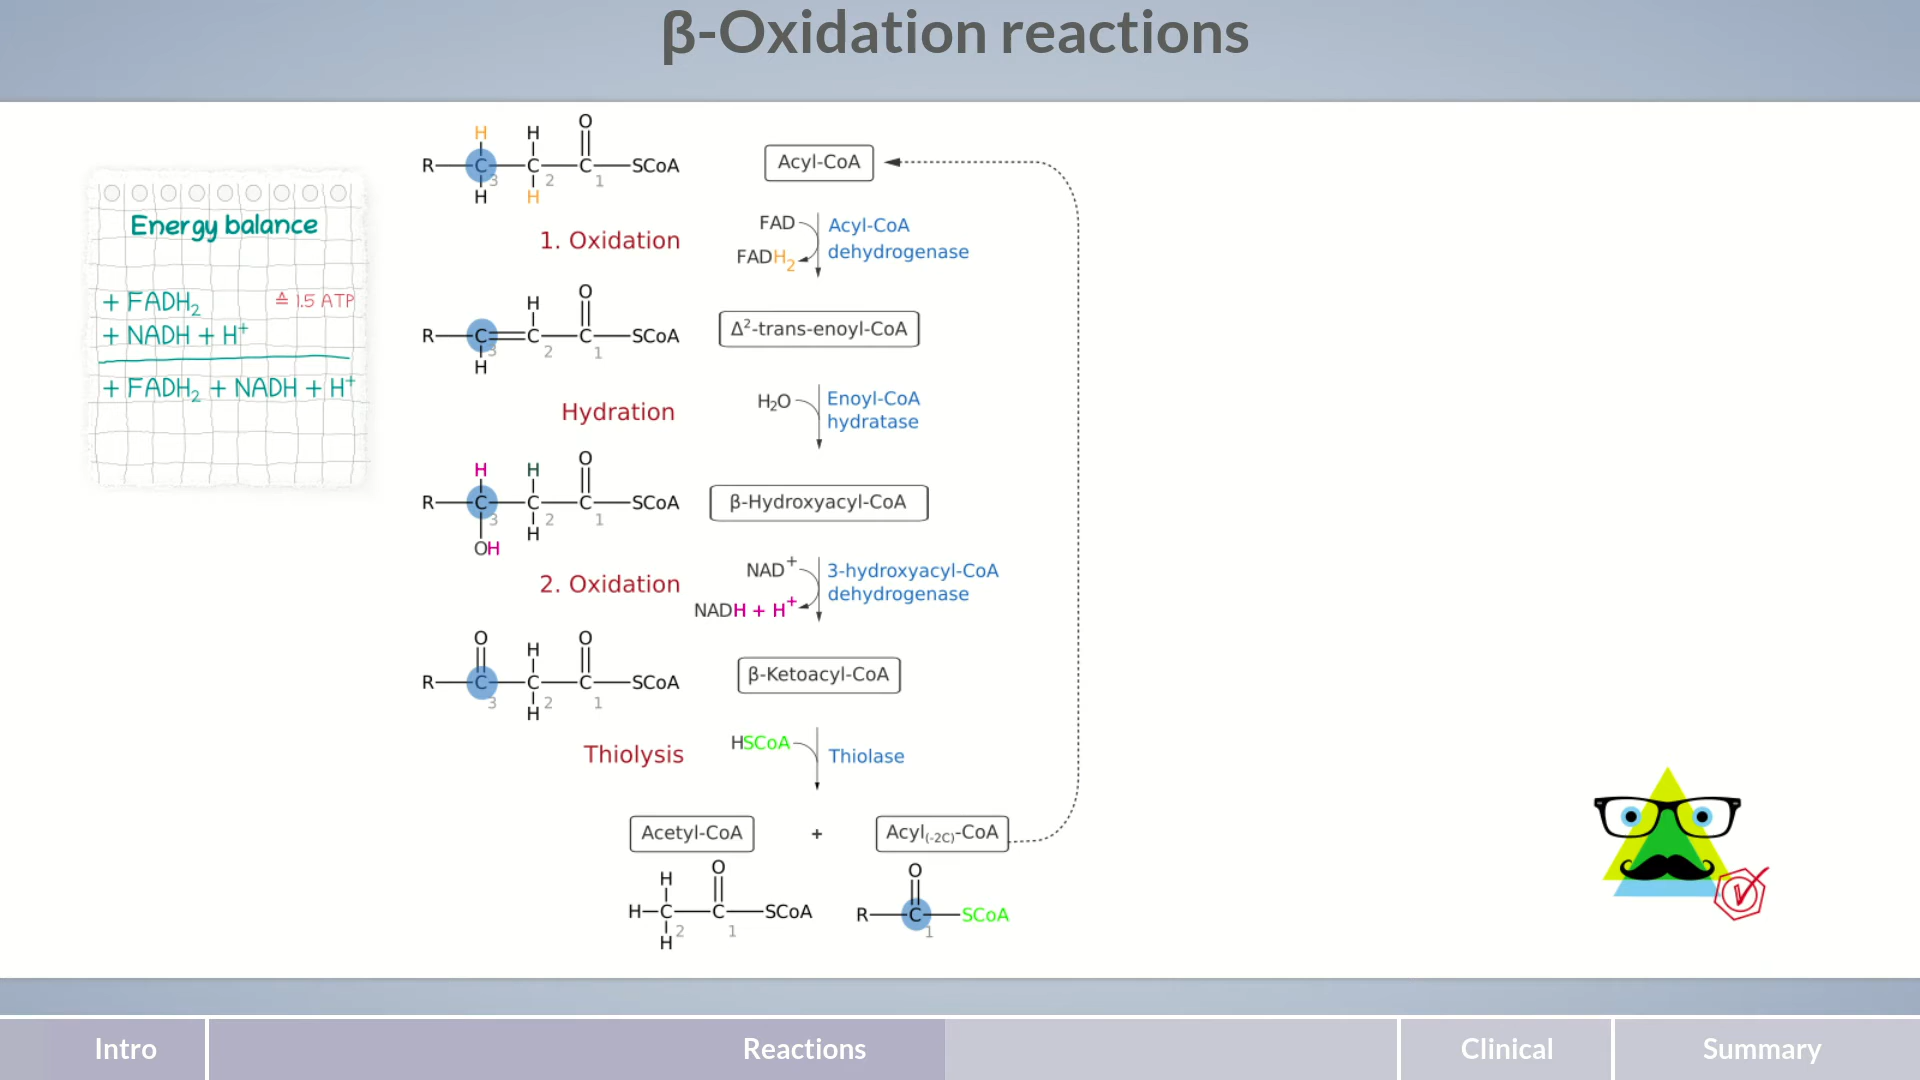 β-Oxidation reactions
Energy balance
+ FADH₂ ≙ 1.5 ATP
+ NADH + H⁺
+ FADH₂ + NADH + H⁺
H H O
R C C C SCoA
3 2 1
H H
Acyl-CoA
1. Oxidation
FAD
FADH₂
Acyl-CoA
dehydrogenase
H O
R C C C SCoA
3 2 1
H
Δ²-trans-enoyl-CoA
Hydration
H₂O
Enoyl-CoA
hydratase
H H O
R C C C SCoA
3 2 1
OH H
β-Hydroxyacyl-CoA
2. Oxidation
NAD⁺
NADH + H⁺
3-hydroxyacyl-CoA
dehydrogenase
O H O
R C C C SCoA
3 2 1
H
β-Ketoacyl-CoA
Thiolysis
HSCoA
Thiolase
Acetyl-CoA + Acyl₍₋₂C₎-CoA
H O
H C C SCoA
2 1
H
O
R C SCoA
1
Intro Reactions Clinical Summary